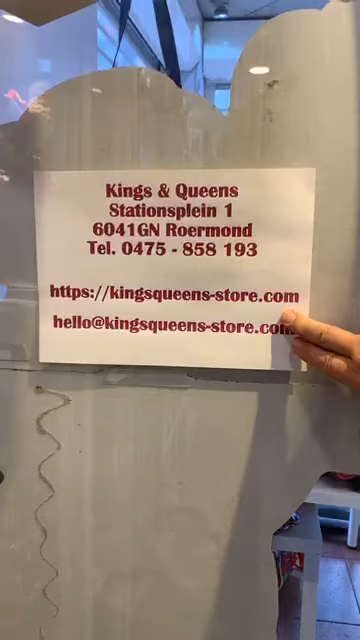 Kings & Queens
Stationsplein 1
6041GN Roermond
Tel. 0475 - 858 193
https://kingsqueens-store.com
hello@kingsqueens-store.com